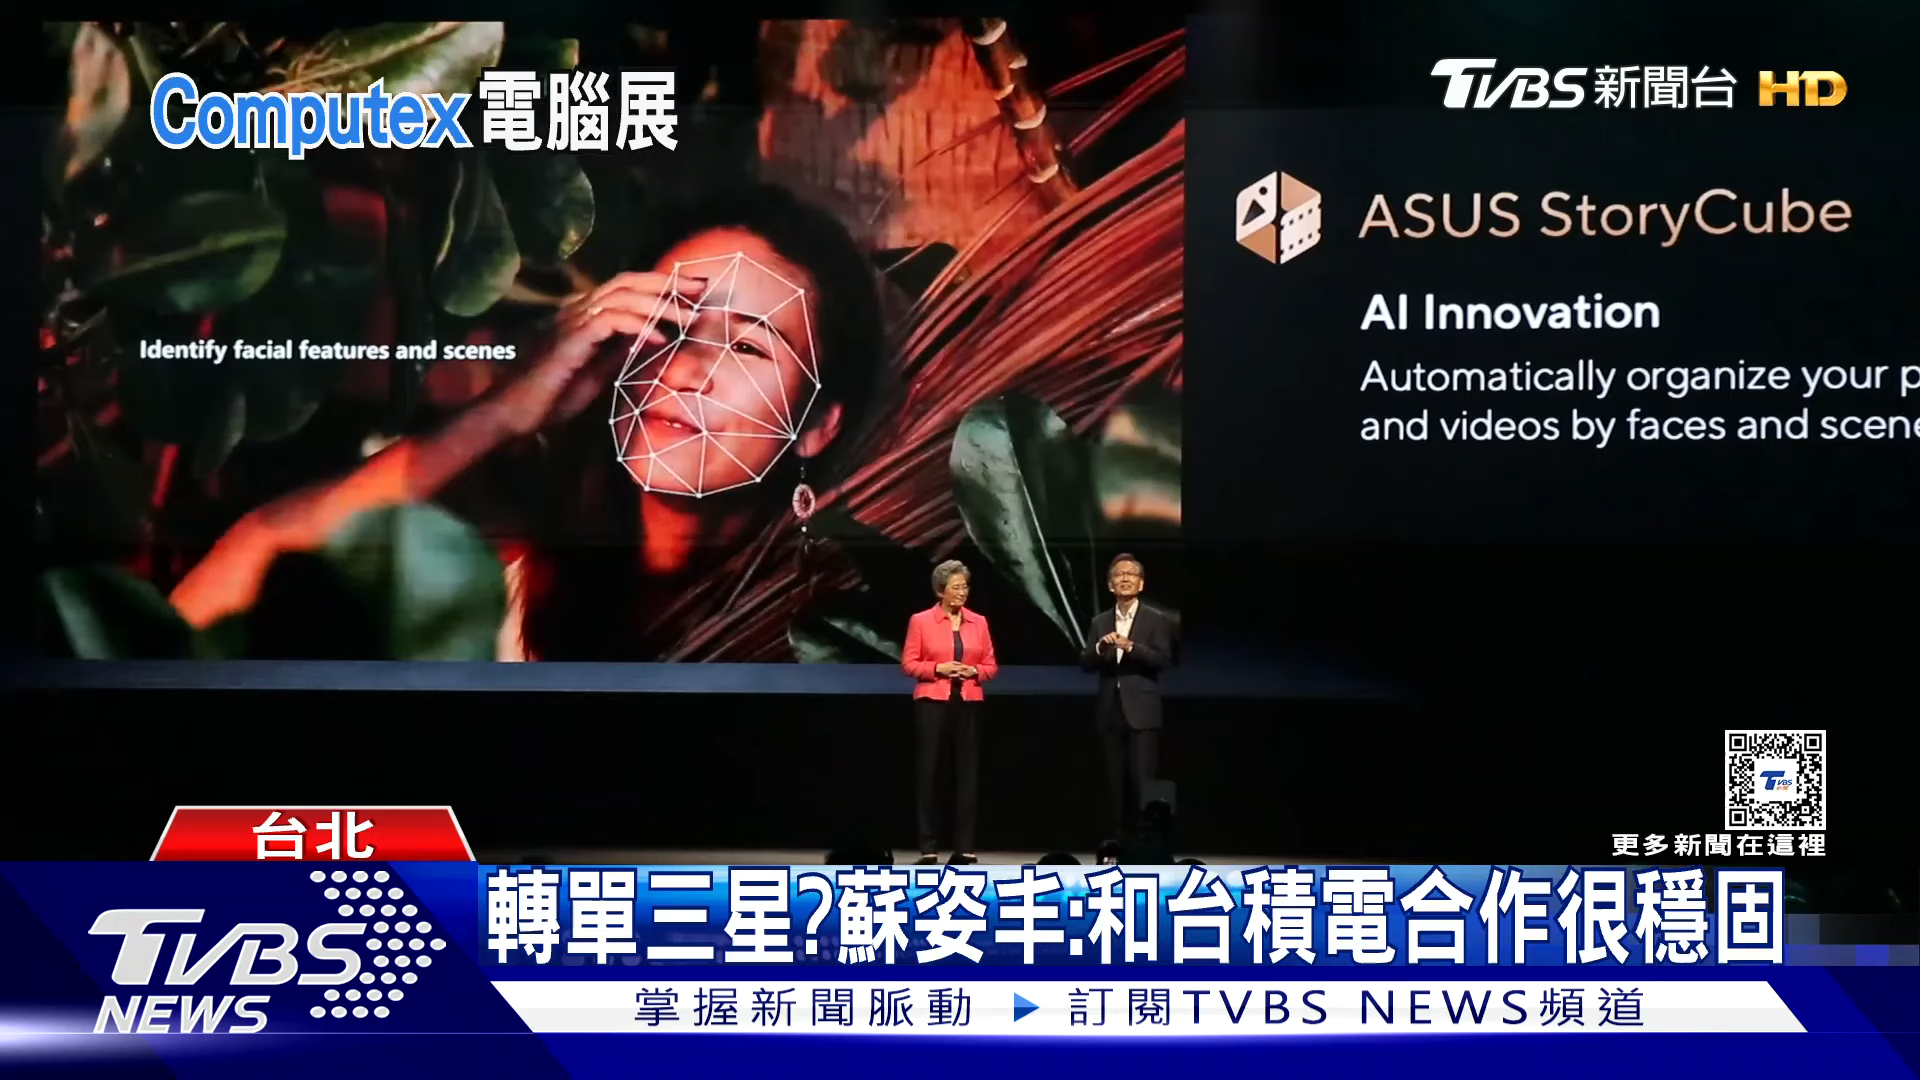 Computex電腦展
TVBS新聞台 HD
ASUS StoryCube
AI Innovation
Automatically organize your
and videos by faces and
Identify facial features and scenes
TVBS
新聞
更多新聞在這裡
台北
轉單三星?蘇姿丰:和台積電合作很穩固
TVBS
NEWS
掌握新聞脈動 ▶ 訂閱TVBS NEWS頻道